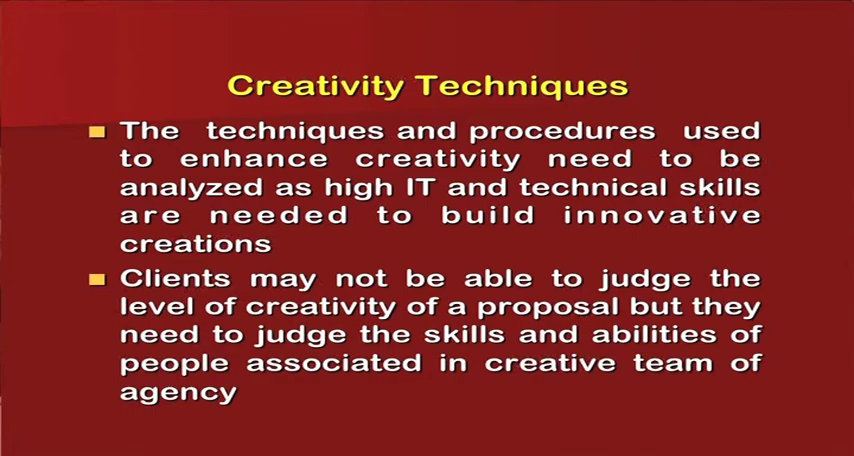 Creativity Techniques
The techniques and procedures used
to enhance creativity need to be
analyzed as high IT and technical skills
are needed to build innovative
creations
Clients may not be able to judge the
level of creativity of a proposal but they
need to judge the skills and abilities of
people associated in creative team of
agency